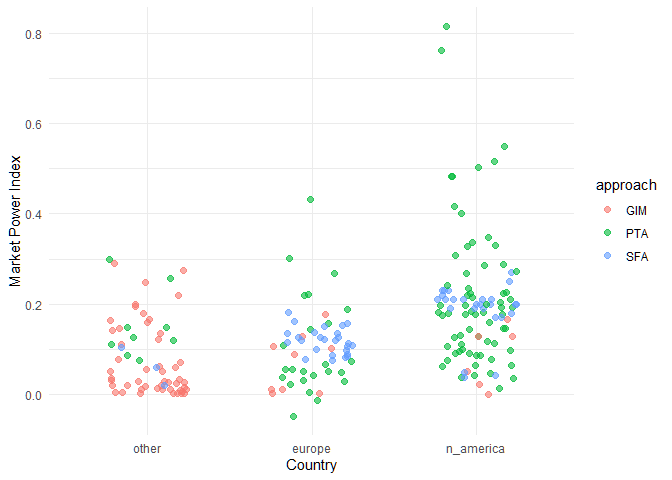 0.8
0.6
0.4
0.2
0.0
Market Power Index
other europe n_america
Country
approach
GIM
PTA
SFA